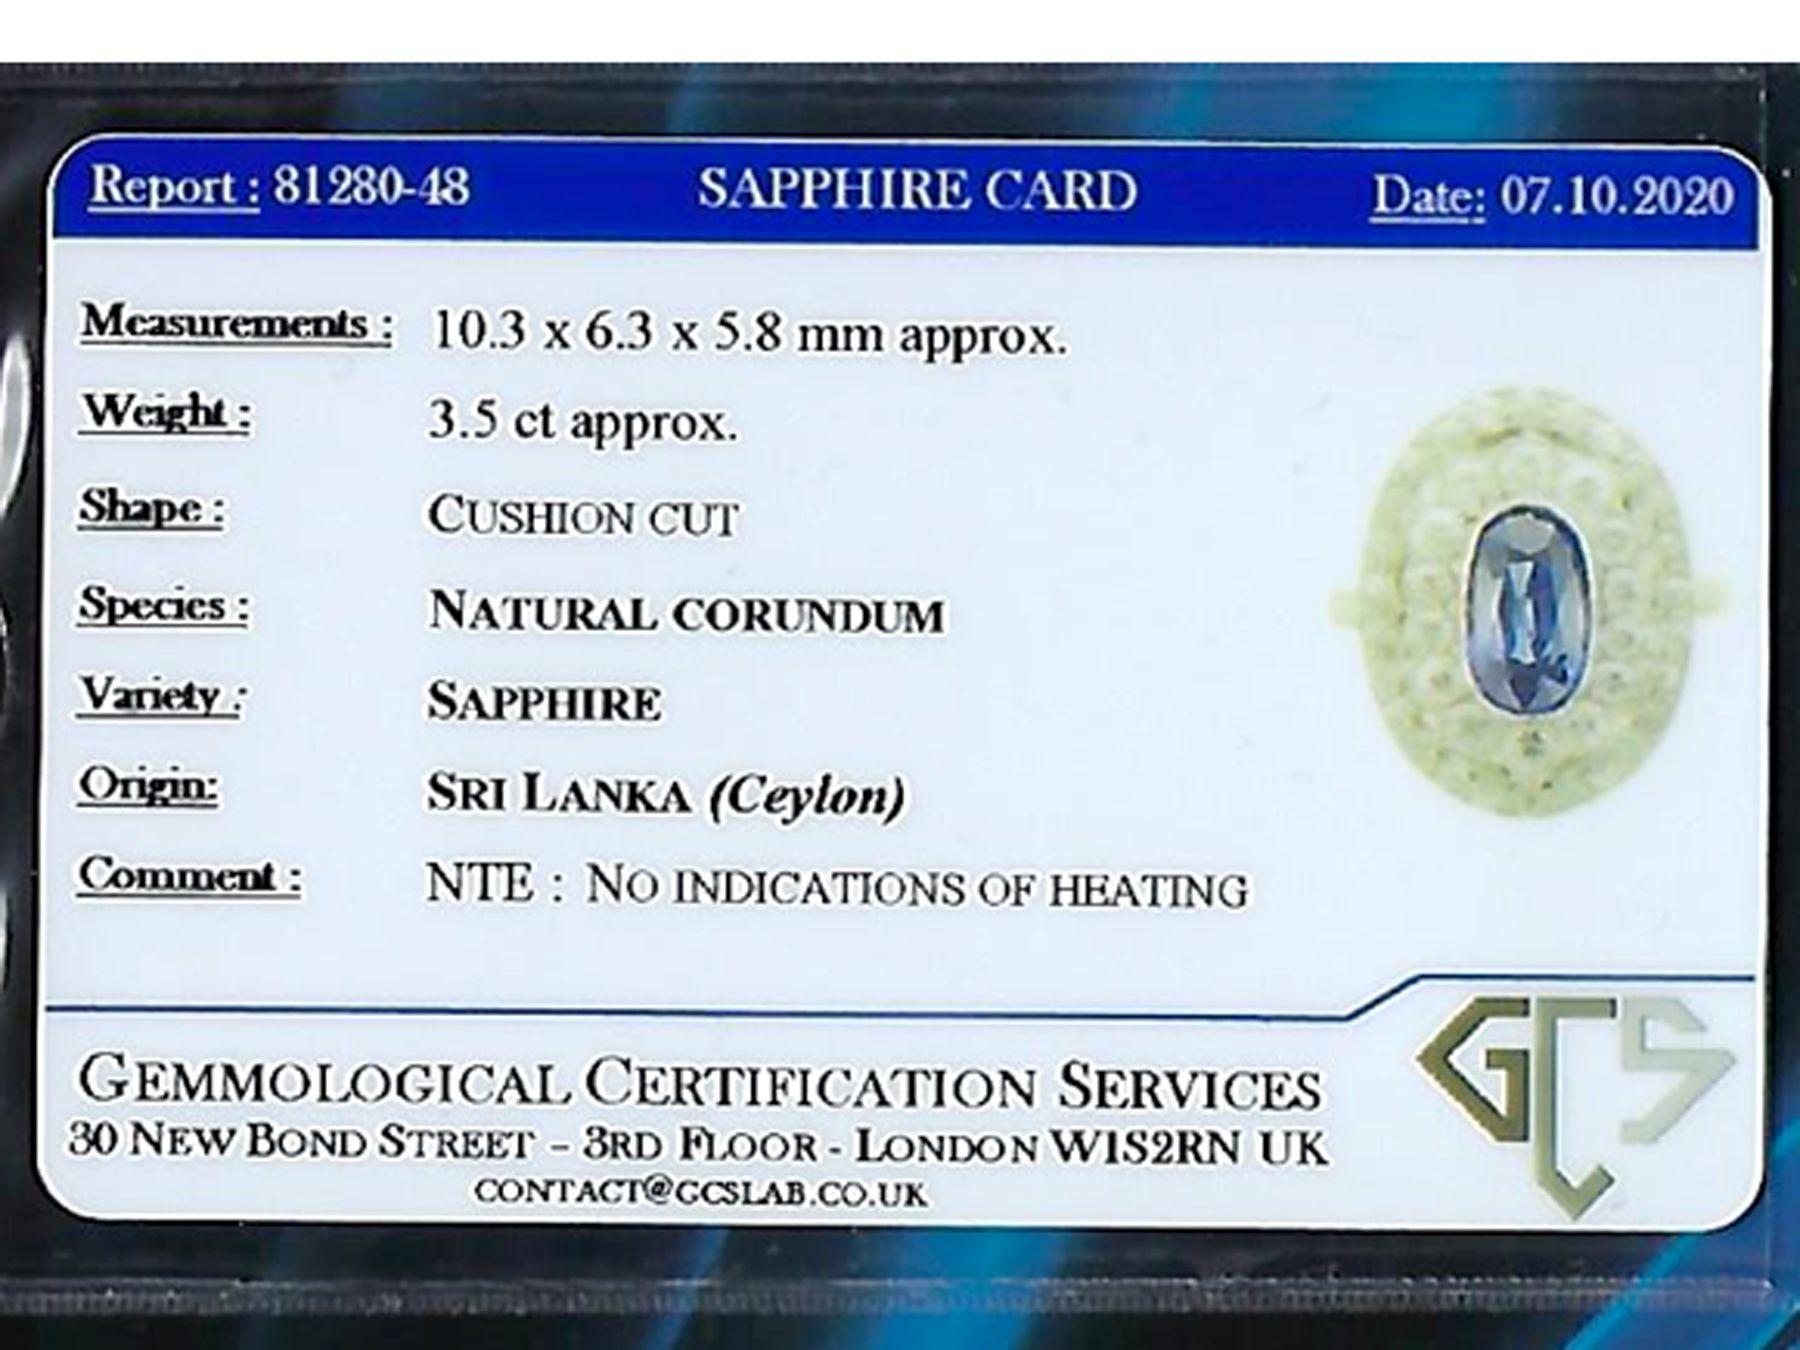 Report : 81280-48 SAPPHIRE CARD Date: 07.10.2020
Measurements : 10.3 x 6.3 x 5.8 mm approx.
Weight : 3.5 ct approx.
Shape : CUSHION CUT
Species : NATURAL CORUNDUM
Variety : SAPPHIRE
Origin: SRI LANKA (Ceylon)
Comment : NTE : NO INDICATIONS OF HEATING
GEMMOLOGICAL CERTIFICATION SERVICES
30 NEW BOND STREET – 3RD FLOOR - LONDON W1S2RN UK
CONTACT@GCSLAB.CO.UK
GCS